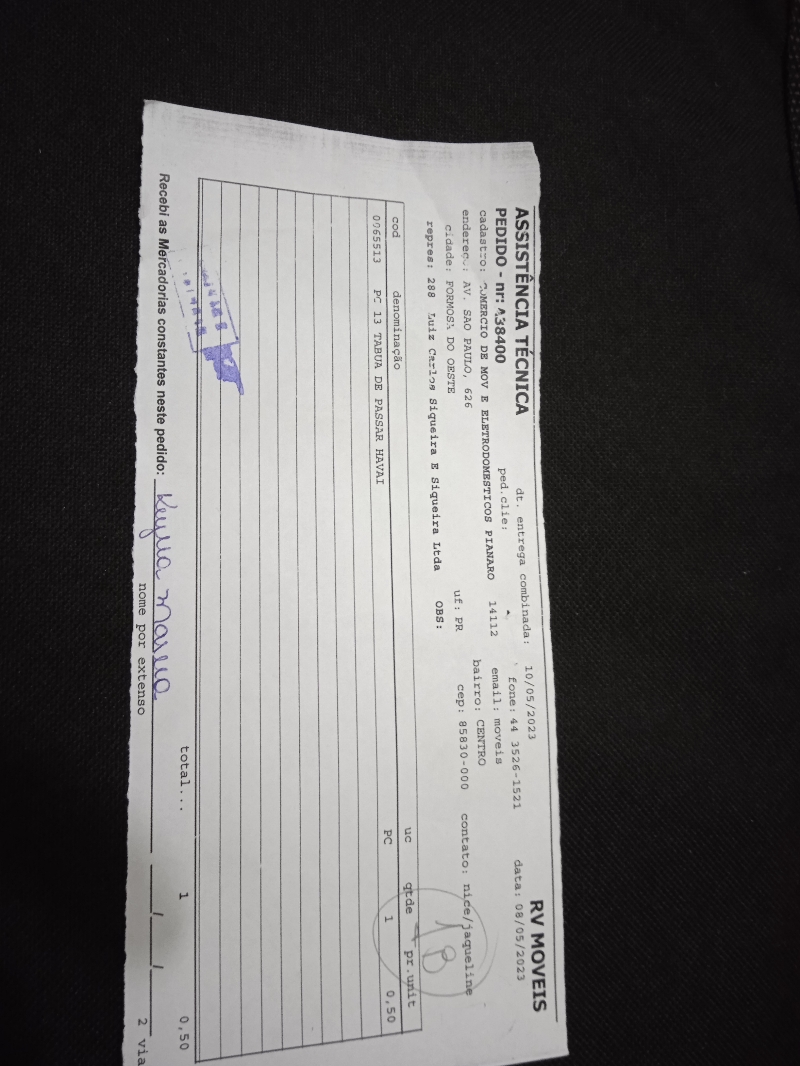 ASSISTÊNCIA TÉCNICA dt. entrega combinada: 10/05/2023 RV MOVEIS
PEDIDO - nr: A38400 ped.clie: fone: 44 3526-1521 data: 08/05/2023
cadastro: COMERCIO DE MOV E ELETRODOMESTICOS PIANARO 14112 email: moveis
endereço: AV. SAO PAULO, 626 bairro: CENTRO
cidade: FORMOSA DO OESTE uf: PR cep: 85830-000 contato: nice/jaqueline
repres: 288 Luiz Carlos Siqueira E Siqueira Ltda OBS:
cod denominação uc qtde pr.unit
0065513 PC 13 TABUA DE PASSAR HAVAI PC 1 0,50
total... 1 0,50
Recebi as Mercadorias constantes neste pedido: / /
nome por extenso 2 via